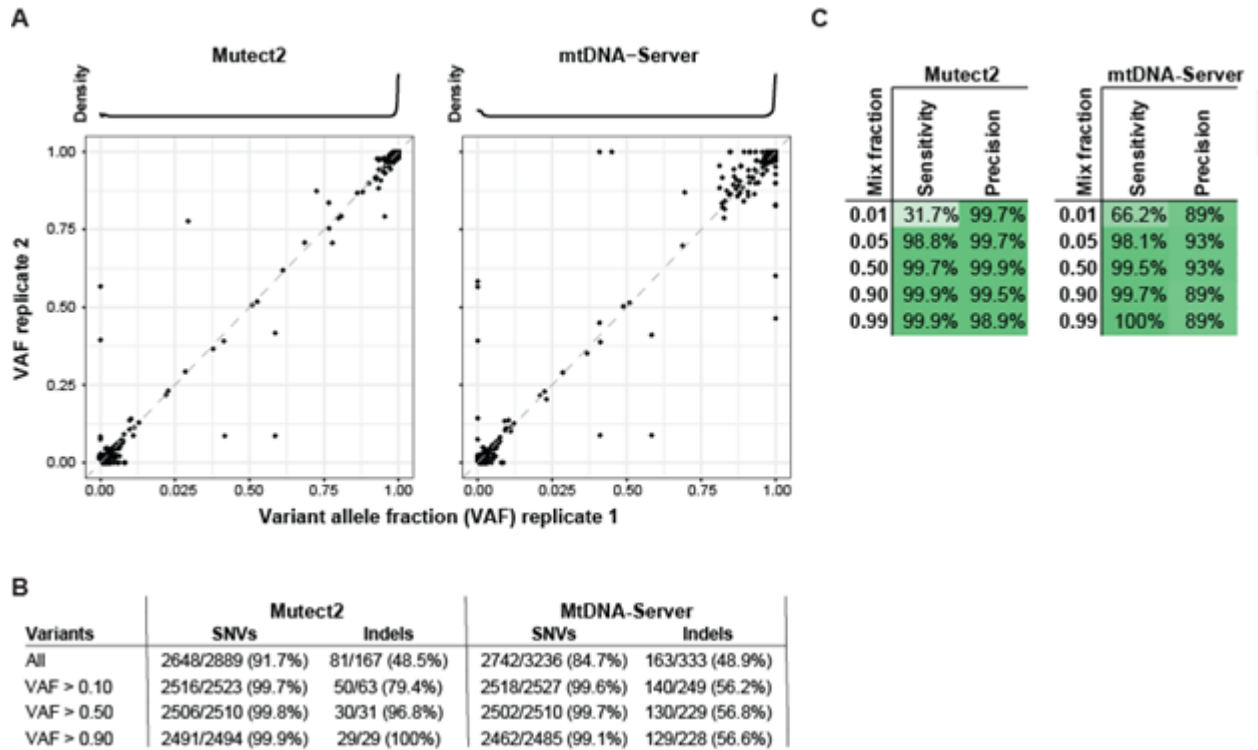 A
Mutect2
mtDNA-Server
Density
Density
1.00
0.75
0.50
0.25
0.00
VAF replicate 2
0.00 0.025 0.50 0.75 1.00
0.00 0.025 0.50 0.75 1.00
Variant allele fraction (VAF) replicate 1
C
Mutect2 mtDNA-Server
Mix fraction Sensitivity Precision Mix fraction Sensitivity Precision
0.01 31.7% 99.7% 0.01 66.2% 89%
0.05 98.8% 99.7% 0.05 98.1% 93%
0.50 99.7% 99.9% 0.50 99.5% 93%
0.90 99.9% 99.5% 0.90 99.7% 89%
0.99 99.9% 98.9% 0.99 100% 89%
B
Mutect2 MtDNA-Server
Variants SNVs Indels SNVs Indels
All 2648/2889 (91.7%) 81/167 (48.5%) 2742/3236 (84.7%) 163/333 (48.9%)
VAF > 0.10 2516/2523 (99.7%) 50/63 (79.4%) 2518/2527 (99.6%) 140/249 (56.2%)
VAF > 0.50 2506/2510 (99.8%) 30/31 (96.8%) 2502/2510 (99.7%) 130/229 (56.8%)
VAF > 0.90 2491/2494 (99.9%) 29/29 (100%) 2462/2485 (99.1%) 129/228 (56.6%)